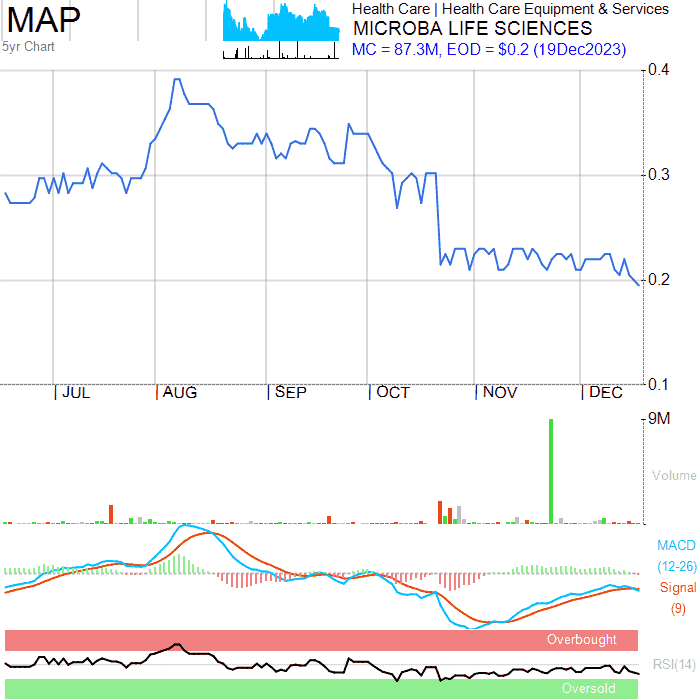 MAP
5yr Chart
Health Care | Health Care Equipment & Services
MICROBA LIFE SCIENCES
MC = 87.3M, EOD = $0.2 (19Dec2023)
0.4
0.3
0.2
0.1
JUL AUG SEP OCT NOV DEC
9M
Volume
MACD
(12-26)
Signal
(9)
Overbought
RSI(14)
Oversold